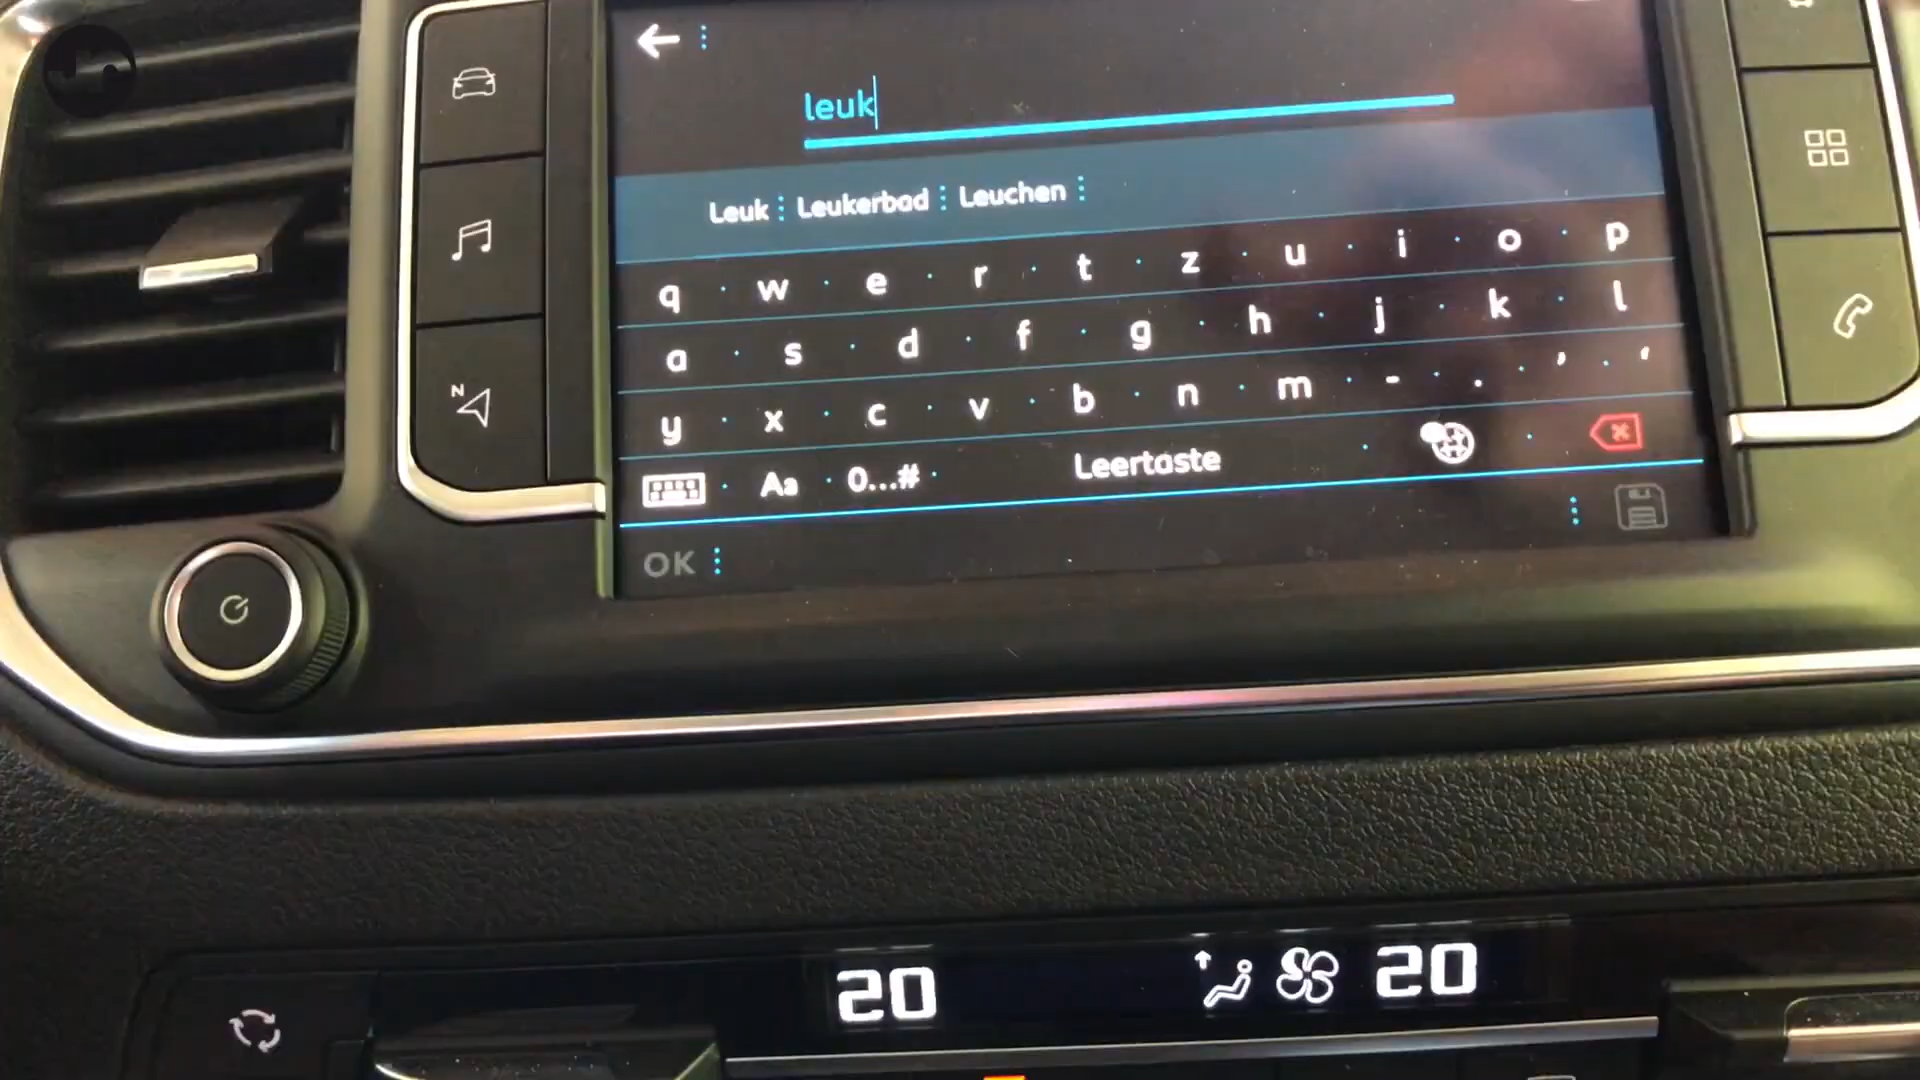 leuk
Leuk Leukerbad Leuchen
q w e r t z u i o p
a s d f g h j k l
y x c v b n m - . , '
Aa 0...# Leertaste
OK
N
20 20